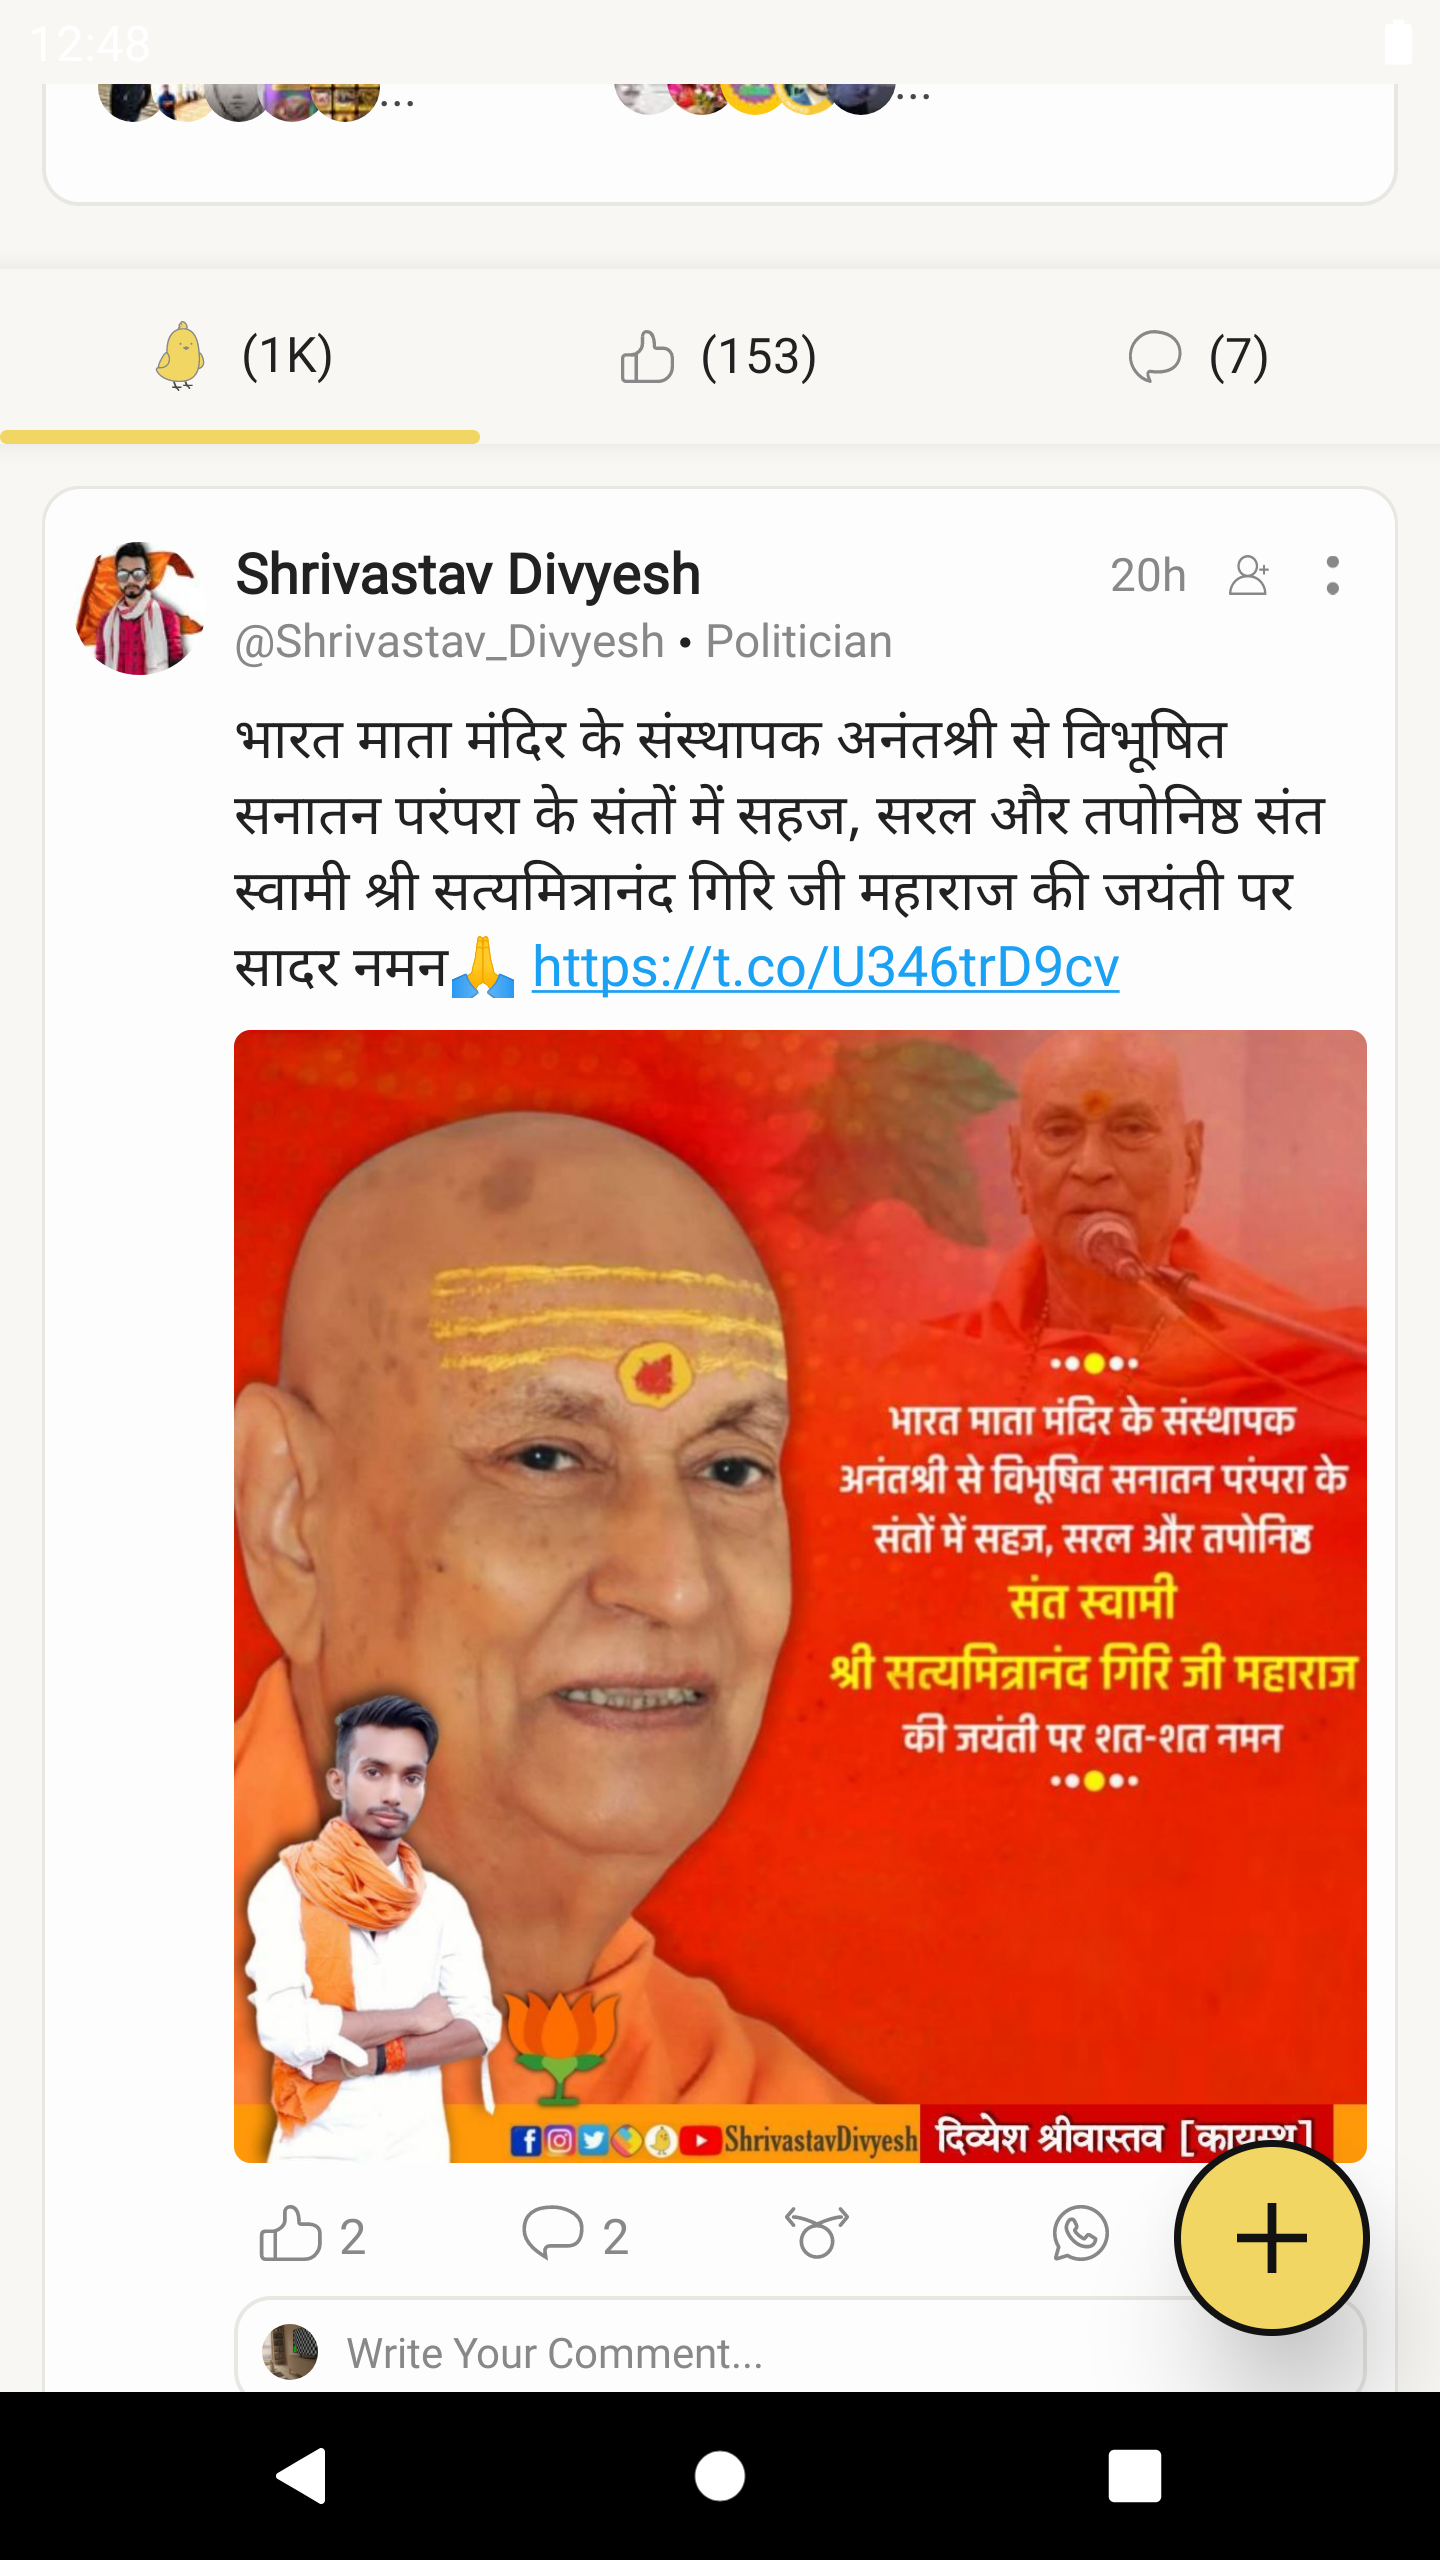 12:48
...
...
(1K)
(153)
(7)
Shrivastav Divyesh
20h
@Shrivastav_Divyesh • Politician
भारत माता मंदिर के संस्थापक अनंतश्री से विभूषित
सनातन परंपरा के संतों में सहज, सरल और तपोनिष्ठ संत
स्वामी श्री सत्यमित्रानंद गिरि जी महाराज की जयंती पर
सादर नमन🙏 https://t.co/U346trD9cv
भारत माता मंदिर के संस्थापक
अनंतश्री से विभूषित सनातन परंपरा के
संतों में सहज, सरल और तपोनिष्ठ
संत स्वामी
श्री सत्यमित्रानंद गिरि जी महाराज
की जयंती पर शत-शत नमन
ShrivastavDivyesh
दिव्येश श्रीवास्तव [कायस्थ]
2
2
Write Your Comment...